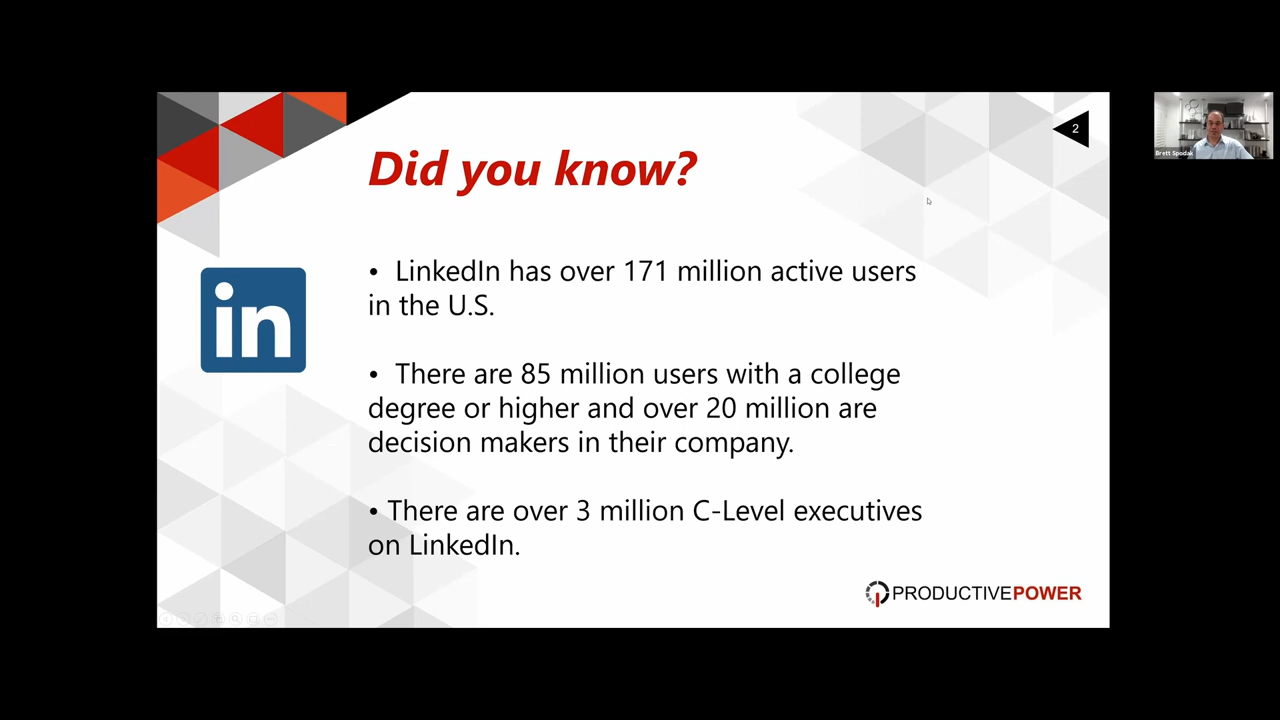 2
Did you know?
in
• LinkedIn has over 171 million active users
in the U.S.
• There are 85 million users with a college
degree or higher and over 20 million are
decision makers in their company.
• There are over 3 million C-Level executives
on LinkedIn.
PRODUCTIVEPOWER
Brett Spodak